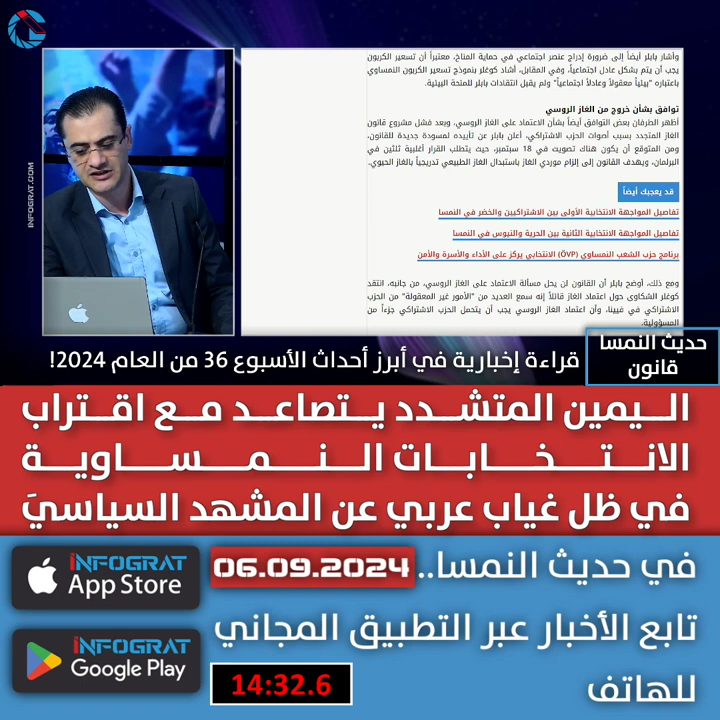 وأشار بابلر أيضاً إلى ضرورة إدراج عنصر اجتماعي في حماية المناخ، معتبراً أن تسعير الكربون
يجب أن يتم بشكل عادل اجتماعياً، وفي المقابل، أشاد كوغلر بنموذج تسعير الكربون النمساوي
باعتباره "بيئياً معقولاً وعادلاً اجتماعياً" ولم يقبل انتقادات بابلر للمنحة البيئية.
توافق بشأن خروج من الغاز الروسي
أظهر الطرفان بعض التوافق أيضاً بشأن الاعتماد على الغاز الروسي، وبعد فشل مشروع قانون
الغاز المتجدد بسبب أصوات الحزب الاشتراكي، أعلن بابلر عن تأييده لمسودة جديدة للقانون،
ومن المتوقع أن يكون هناك تصويت في 18 سبتمبر، حيث يتطلب القرار أغلبية ثلثين في
البرلمان، ويهدف القانون إلى إلزام موردي الغاز باستبدال الغاز الطبيعي تدريجياً بالغاز الحيوي.
قد يعجبك أيضاً
تفاصيل المواجهة الانتخابية الأولى بين الاشتراكيين والخضر في النمسا
تفاصيل المواجهة الانتخابية الثانية بين الحرية والنيوس في النمسا
برنامج حزب الشعب النمساوي (ÖVP) الانتخابي يركز على الأداء والأسرة والأمن
ومع ذلك، أوضح بابلر أن القانون لن يحل مسألة الاعتماد على الغاز الروسي، من جانبه، انتقد
كوغلر الشكاوى حول اعتماد الغاز قائلاً إنه سمع العديد من "الأمور غير المعقولة" من الحزب
الاشتراكي في فيينا، وأن اعتماد الغاز الروسي يجب أن يتحمل الحزب الاشتراكي جزءاً من
المسؤولية.
INFOGRAT.COM
حديث النمسا
قانون
قراءة إخبارية في أبرز أحداث الأسبوع 36 من العام 2024!
الـيمين المتشدد يـتصاعـد مـع اقـتراب
الانـتـخـابـات الـنـمـسـاويـة
في ظل غياب عربي عن المشهد السياسيَ
في حديث النمسا.. 06.09.2024
تابع الأخبار عبر التطبيق المجاني
للهاتف
INFOGRAT
App Store
INFOGRAT
Google Play
14:32.6